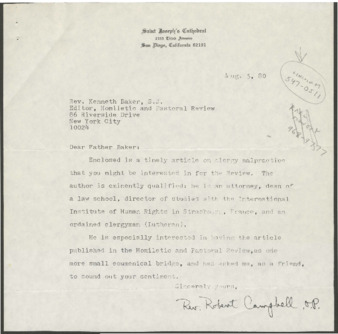 Saint Joseph's Cathedral
1535 Third Avenue
San Diego, California 92101
Aug. 5, 80
Rev. Kenneth Baker, S.J.
Editor, Homiletic and Pastoral Review
86 Riverside Drive
New York City
10024
Dear Father Baker:
Enclosed is a timely article on clergy malpractice
that you might be interested in for the Review. The
author is eminently qualified: he is an attorney, dean of
a law school, director of studies with the International
Institute of Human Rights in Strasbourg, France, and an
ordained clergyman (Lutheran).
He is especially interested in having the article
published in the Homiletic and Pastoral Review, as one
more small ecumenical bridge, and has asked me, as a friend,
to sound out your sentiment.
Sincerely yours,
Rev. Robert Campbell, O.P.